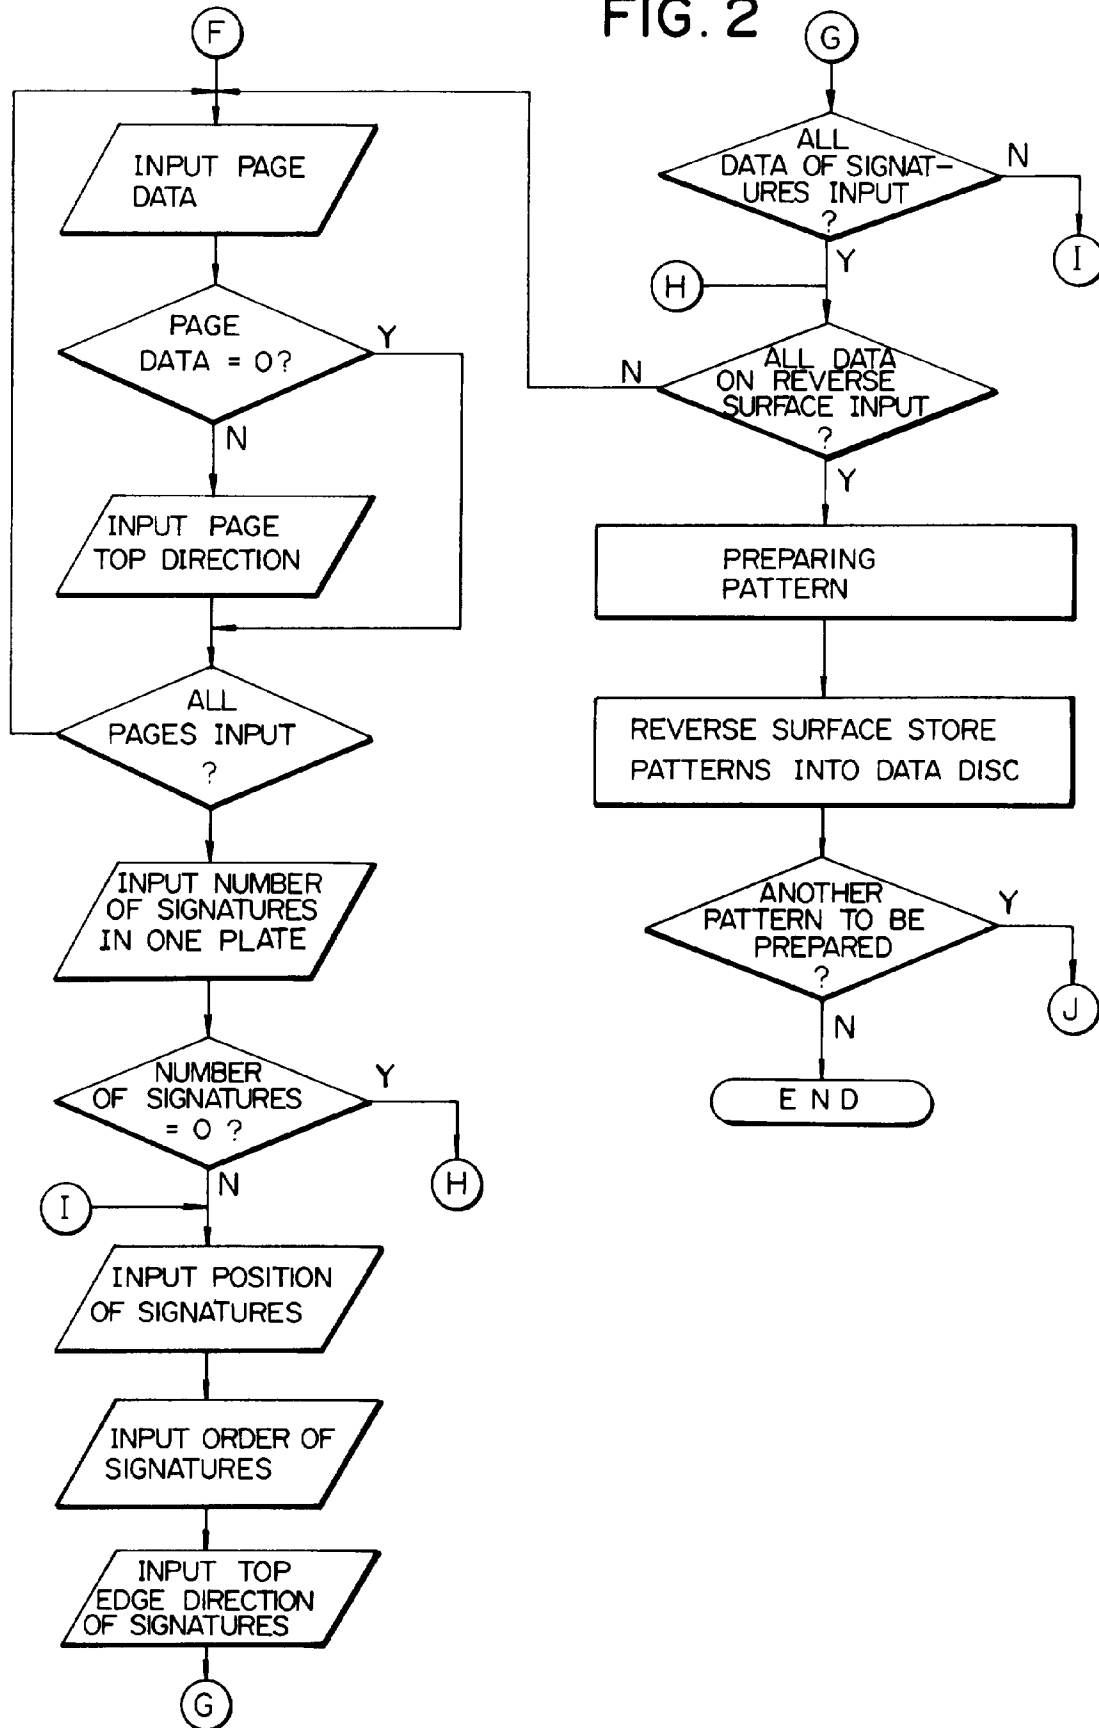 FIG. 2
F
INPUT PAGE
DATA
PAGE
DATA = 0?
Y
N
INPUT PAGE
TOP DIRECTION
ALL
PAGES INPUT
?
INPUT NUMBER
OF SIGNATURES
IN ONE PLATE
NUMBER
OF SIGNATURES
= 0 ?
Y
H
N
I
INPUT POSITION
OF SIGNATURES
INPUT ORDER OF
SIGNATURES
INPUT TOP
EDGE DIRECTION
OF SIGNATURES
G
G
ALL
DATA OF SIGNAT-
URES INPUT
?
N
I
Y
H
ALL DATA
ON REVERSE
SURFACE INPUT
?
N
Y
PREPARING
PATTERN
REVERSE SURFACE STORE
PATTERNS INTO DATA DISC
ANOTHER
PATTERN TO BE
PREPARED
?
Y
J
N
END